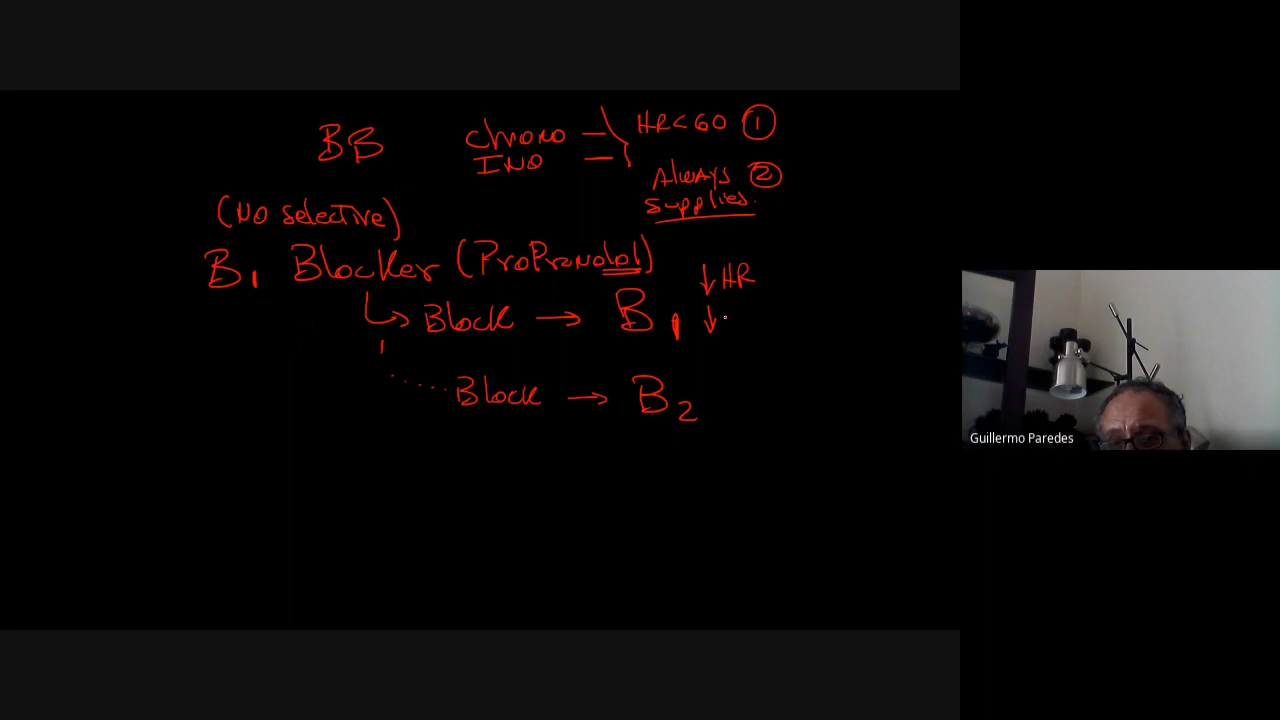 BB
Chrono — } HR < 60 ①
INO —
Always ②
Supplies.
(No selective)
B1 Blocker (Propranolol)
↳ Block → B1 ↓ HR
↓
Block → B2
Guillermo Paredes